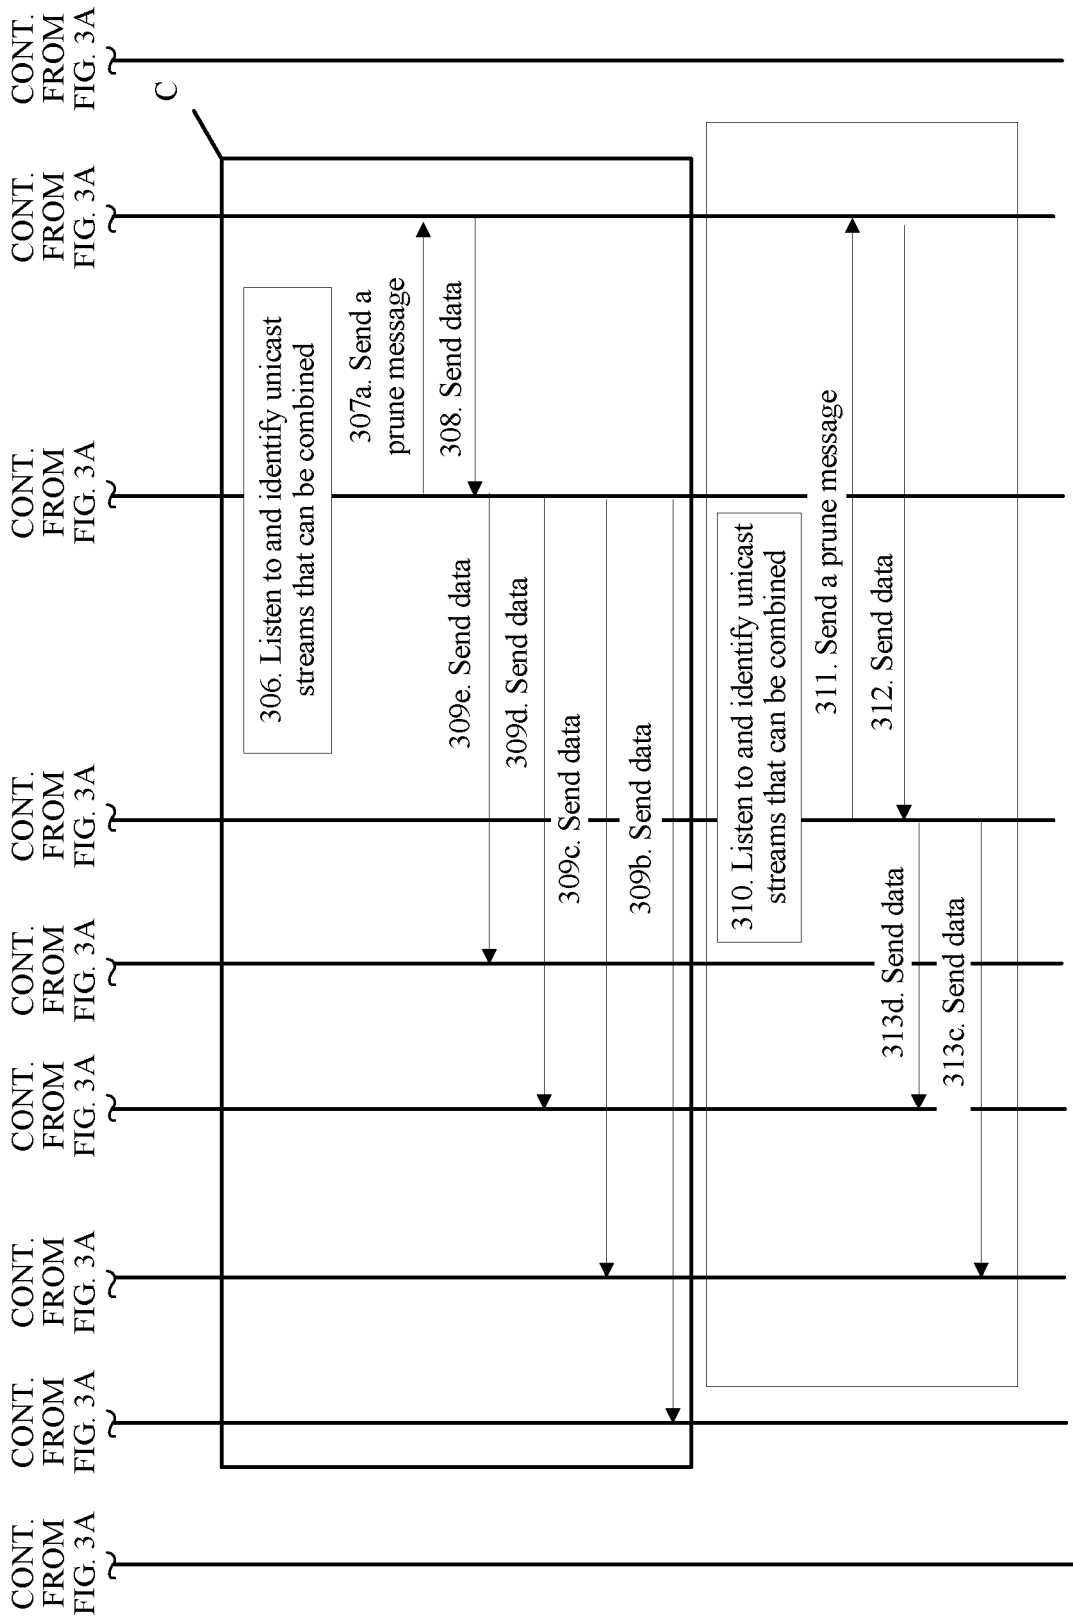 CONT.
FROM
FIG. 3A
CONT.
FROM
FIG. 3A
CONT.
FROM
FIG. 3A
CONT.
FROM
FIG. 3A
CONT.
FROM
FIG. 3A
CONT.
FROM
FIG. 3A
CONT.
FROM
FIG. 3A
CONT.
FROM
FIG. 3A
CONT.
FROM
FIG. 3A
C
306. Listen to and identify unicast
streams that can be combined
307a. Send a
prune message
308. Send data
309e. Send data
309d. Send data
309c. Send data
309b. Send data
310. Listen to and identify unicast
streams that can be combined
311. Send a prune message
312. Send data
313d. Send data
313c. Send data